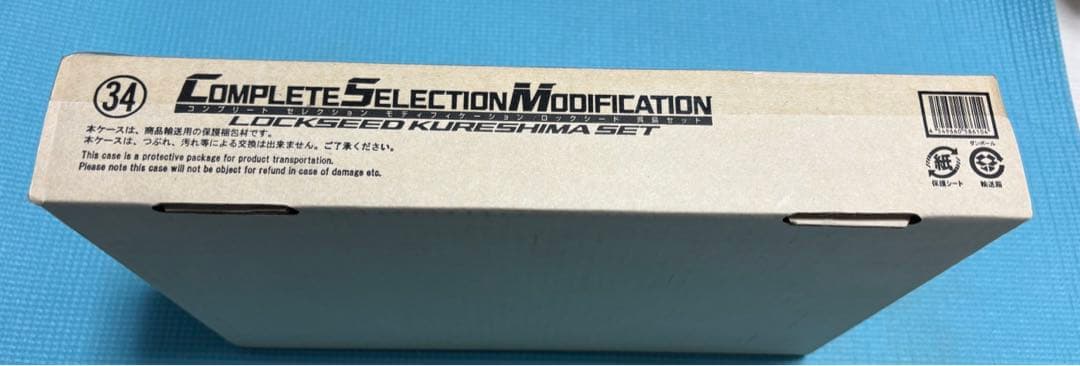 34
COMPLETE SELECTION MODIFICATION
コンプリート セレクション モディフィケーション ロックシード 呉島セット
LOCKSEED KURESHIMA SET
本ケースは、商品輸送用の保護梱包材です。
本ケースは、つぶれ、汚れ等による交換は出来ません。ご了承ください。
This case is a protective package for product transportation.
Please note this case will not be object for refund in case of damage etc.
4 549660 586104
ダンボール
紙
保護シート
輸送箱